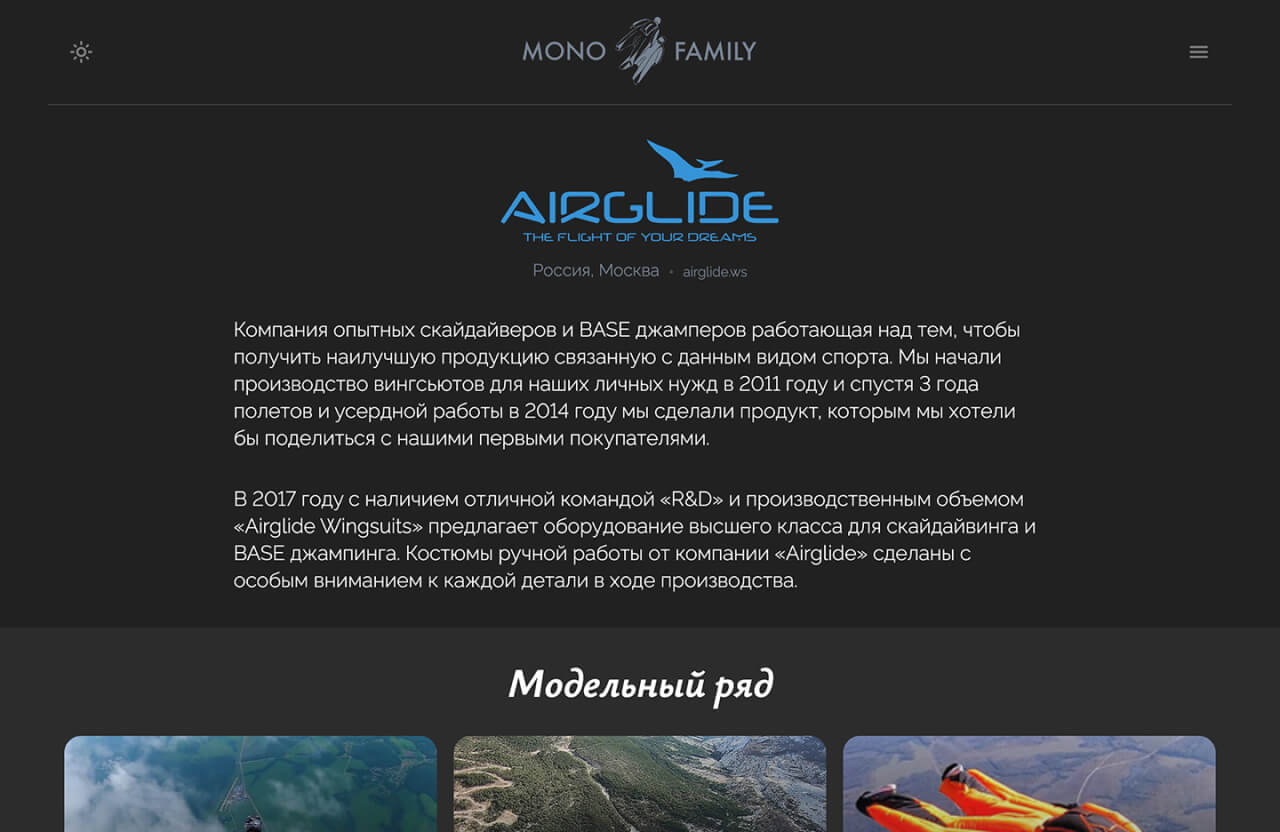 MONO FAMILY
AIRGLIDE
THE FLIGHT OF YOUR DREAMS
Россия, Москва • airglide.ws
Компания опытных скайдайверов и BASE джамперов работающая над тем, чтобы
получить наилучшую продукцию связанную с данным видом спорта. Мы начали
производство вингсьютов для наших личных нужд в 2011 году и спустя 3 года
полетов и усердной работы в 2014 году мы сделали продукт, которым мы хотели
бы поделиться с нашими первыми покупателями.
В 2017 году с наличием отличной командой «R&D» и производственным объемом
«Airglide Wingsuits» предлагает оборудование высшего класса для скайдайвинга и
BASE джампинга. Костюмы ручной работы от компании «Airglide» сделаны с
особым вниманием к каждой детали в ходе производства.
Модельный ряд